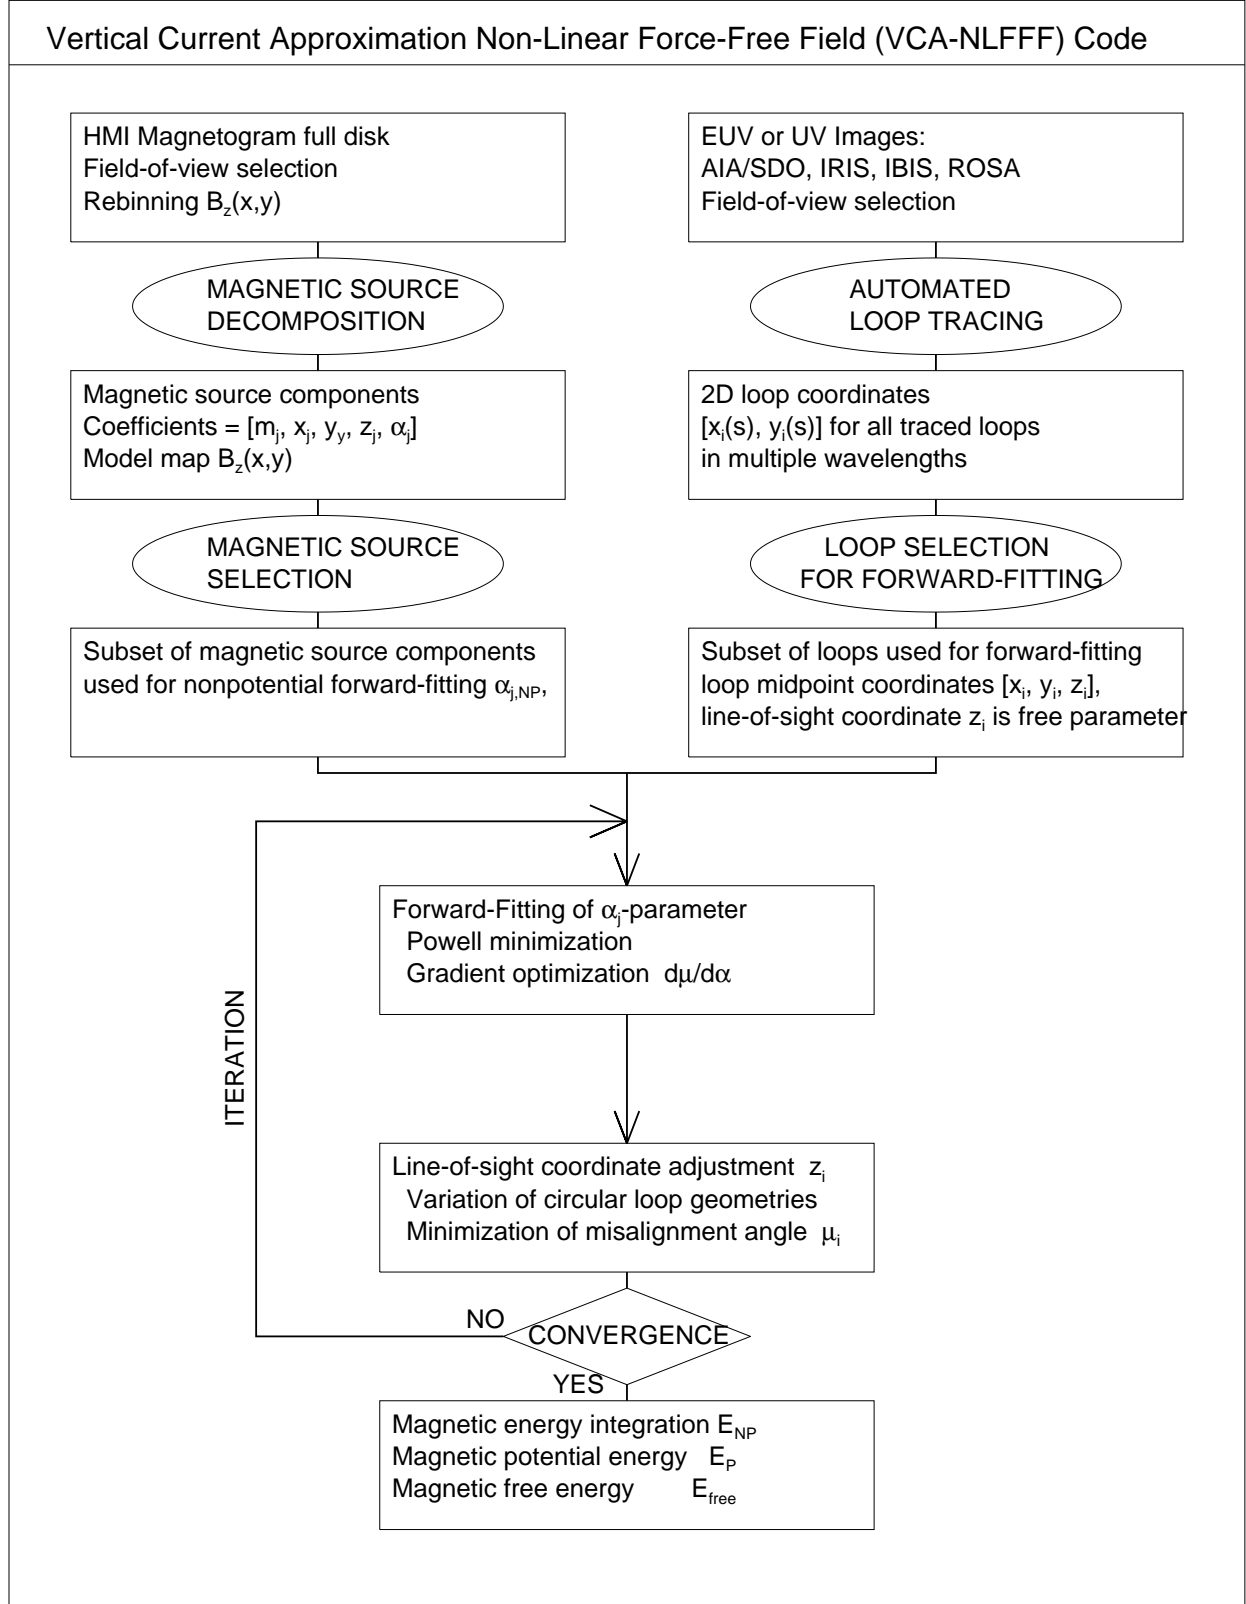 Vertical Current Approximation Non-Linear Force-Free Field (VCA-NLFFF) Code
HMI Magnetogram full disk
Field-of-view selection
Rebinning B_z(x,y)
MAGNETIC SOURCE
DECOMPOSITION
Magnetic source components
Coefficients = [m_j, x_j, y_y, z_j, α_j]
Model map B_z(x,y)
MAGNETIC SOURCE
SELECTION
Subset of magnetic source components
used for nonpotential forward-fitting α_j,NP,
EUV or UV Images:
AIA/SDO, IRIS, IBIS, ROSA
Field-of-view selection
AUTOMATED
LOOP TRACING
2D loop coordinates
[x_i(s), y_i(s)] for all traced loops
in multiple wavelengths
LOOP SELECTION
FOR FORWARD-FITTING
Subset of loops used for forward-fitting
loop midpoint coordinates [x_i, y_i, z_i],
line-of-sight coordinate z_i is free parameter
Forward-Fitting of α_j-parameter
Powell minimization
Gradient optimization dμ/dα
ITERATION
Line-of-sight coordinate adjustment z_i
Variation of circular loop geometries
Minimization of misalignment angle μ_i
NO
CONVERGENCE
YES
Magnetic energy integration E_NP
Magnetic potential energy E_P
Magnetic free energy E_free